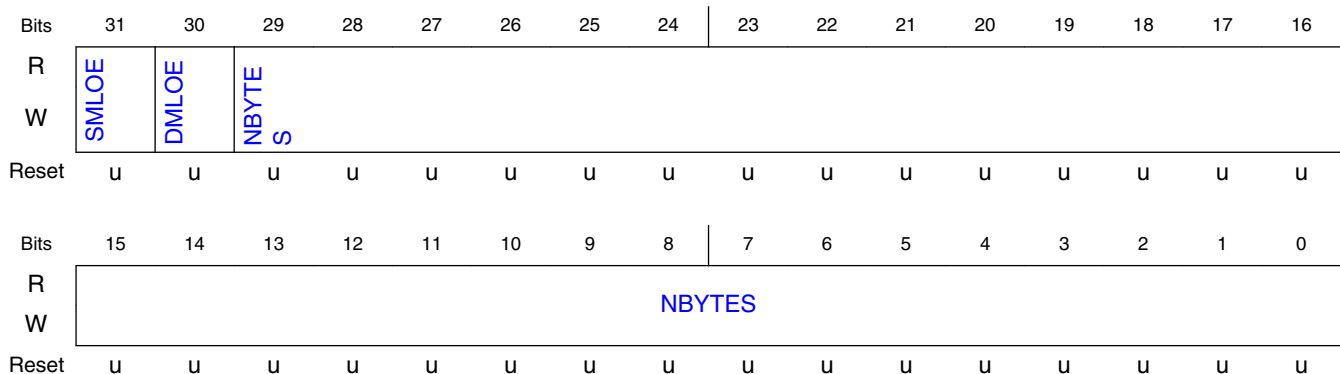 Bits 31 30 29 28 27 26 25 24 23 22 21 20 19 18 17 16
R
W
SMLOE
DMLOE
NBYTE
S
Reset u u u u u u u u u u u u u u u u
Bits 15 14 13 12 11 10 9 8 7 6 5 4 3 2 1 0
R
NBYTES
W
Reset u u u u u u u u u u u u u u u u